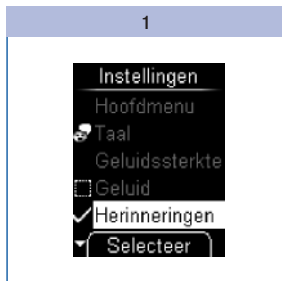 1
Instellingen
Hoofdmenu
Taal
Geluidssterkte
Geluid
Herinneringen
Selecteer